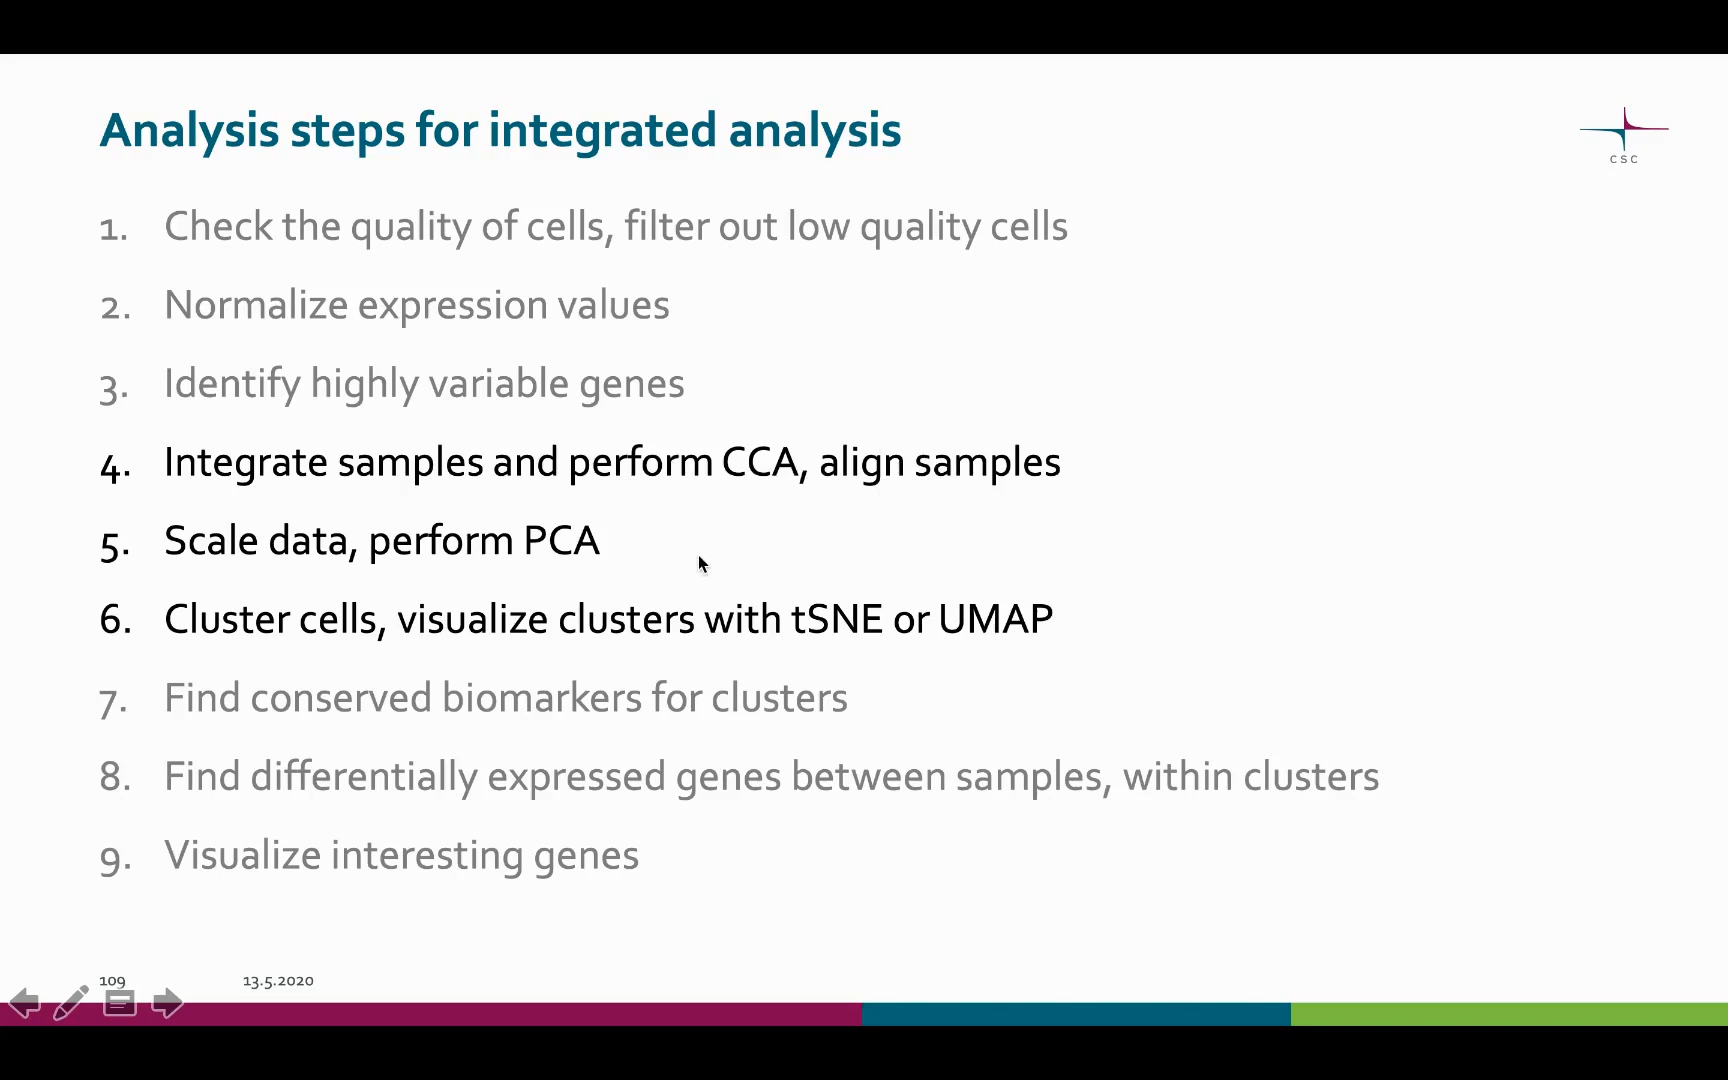 Analysis steps for integrated analysis
CSC
1. Check the quality of cells, filter out low quality cells
2. Normalize expression values
3. Identify highly variable genes
4. Integrate samples and perform CCA, align samples
5. Scale data, perform PCA
6. Cluster cells, visualize clusters with tSNE or UMAP
7. Find conserved biomarkers for clusters
8. Find differentially expressed genes between samples, within clusters
9. Visualize interesting genes
109 13.5.2020